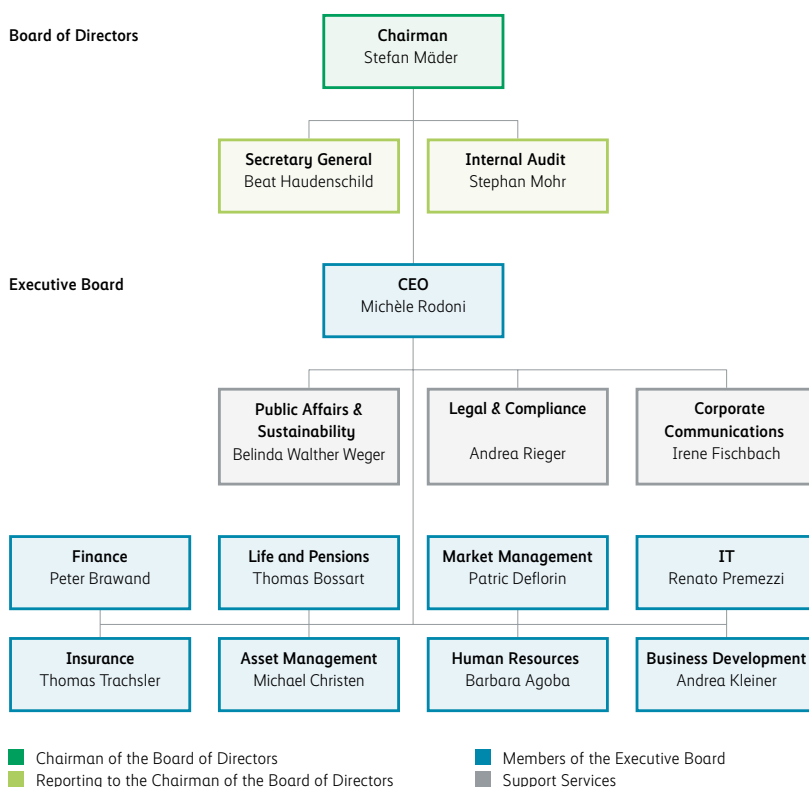 Board of Directors
Chairman
Stefan Mäder
Secretary General
Beat Haudenschild
Internal Audit
Stephan Mohr
Executive Board
CEO
Michèle Rodoni
Public Affairs &
Sustainability
Belinda Walther Weger
Legal & Compliance
Andrea Rieger
Corporate
Communications
Irene Fischbach
Finance
Peter Brawand
Life and Pensions
Thomas Bossart
Market Management
Patric Deflorin
IT
Renato Premezzi
Insurance
Thomas Trachsler
Asset Management
Michael Christen
Human Resources
Barbara Agoba
Business Development
Andrea Kleiner
Chairman of the Board of Directors
Reporting to the Chairman of the Board of Directors
Members of the Executive Board
Support Services